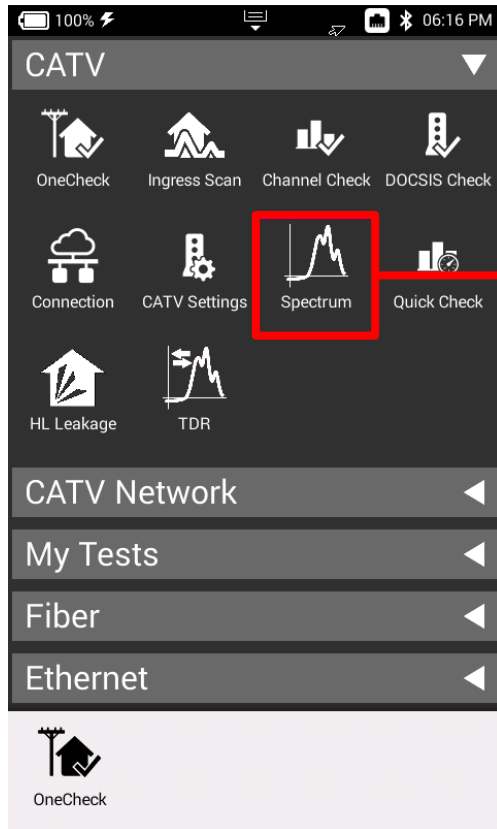 100% 06:16 PM
CATV
OneCheck Ingress Scan Channel Check DOCSIS Check
Connection CATV Settings Spectrum Quick Check
HL Leakage TDR
CATV Network
My Tests
Fiber
Ethernet
OneCheck